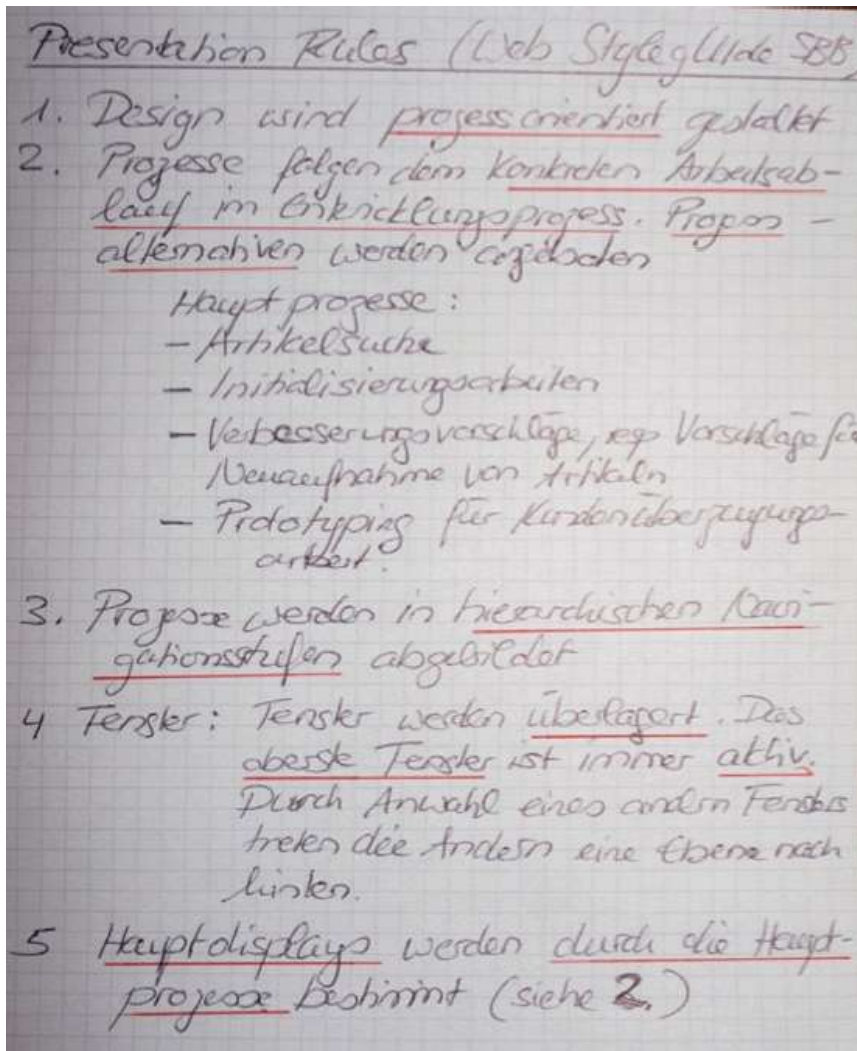 Presentation Rules (Web Styleguide SBB)
1. Design wird prozessorientiert gestaltet
2. Prozesse folgen dem konkreten Arbeitsab-
lauf im Entwicklungsprozess.
alternativen werden angeboten
Hauptprozesse:
- Artikelsuche
- Initialisierungsarbeiten
- Verbesserungsvorschläge, resp Vorschläge für
Neuaufnahme von Artikeln
- Prototyping für Kundenüberzeugungs-
arbeit.
3. Prozesse werden in hierarchischen Navi-
gationsstufen abgebildet
4 Fenster: Fenster werden überlagert. Das
oberste Fenster ist immer aktiv.
Durch Anwahl eines andern Fensters
treten die Andern eine Ebene nach
hinten.
5 Hauptdisplays werden durch die Haupt-
prozesse bestimmt (siehe 2.)